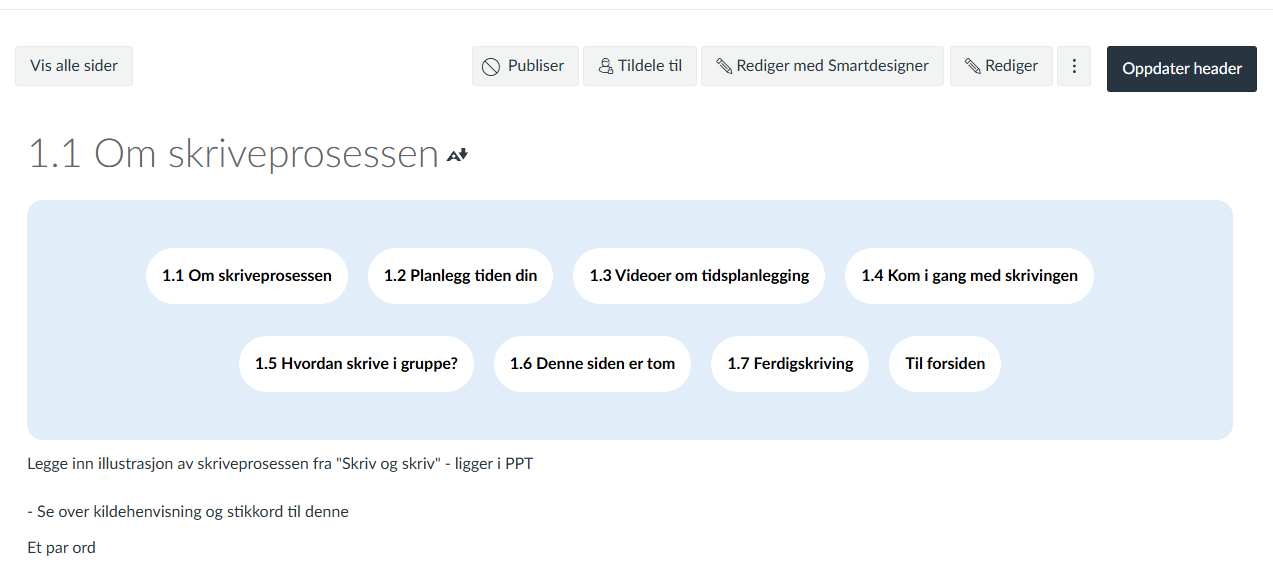 Vis alle sider Publiser Tildele til Rediger med Smartdesigner Rediger Oppdater header
1.1 Om skriveprosessen
1.1 Om skriveprosessen 1.2 Planlegg tiden din 1.3 Videoer om tidsplanlegging 1.4 Kom i gang med skrivingen
1.5 Hvordan skrive i gruppe? 1.6 Denne siden er tom 1.7 Ferdigskriving Til forsiden
Legge inn illustrasjon av skriveprosessen fra "Skriv og skriv" - ligger i PPT
- Se over kildehenvisning og stikkord til denne
Et par ord